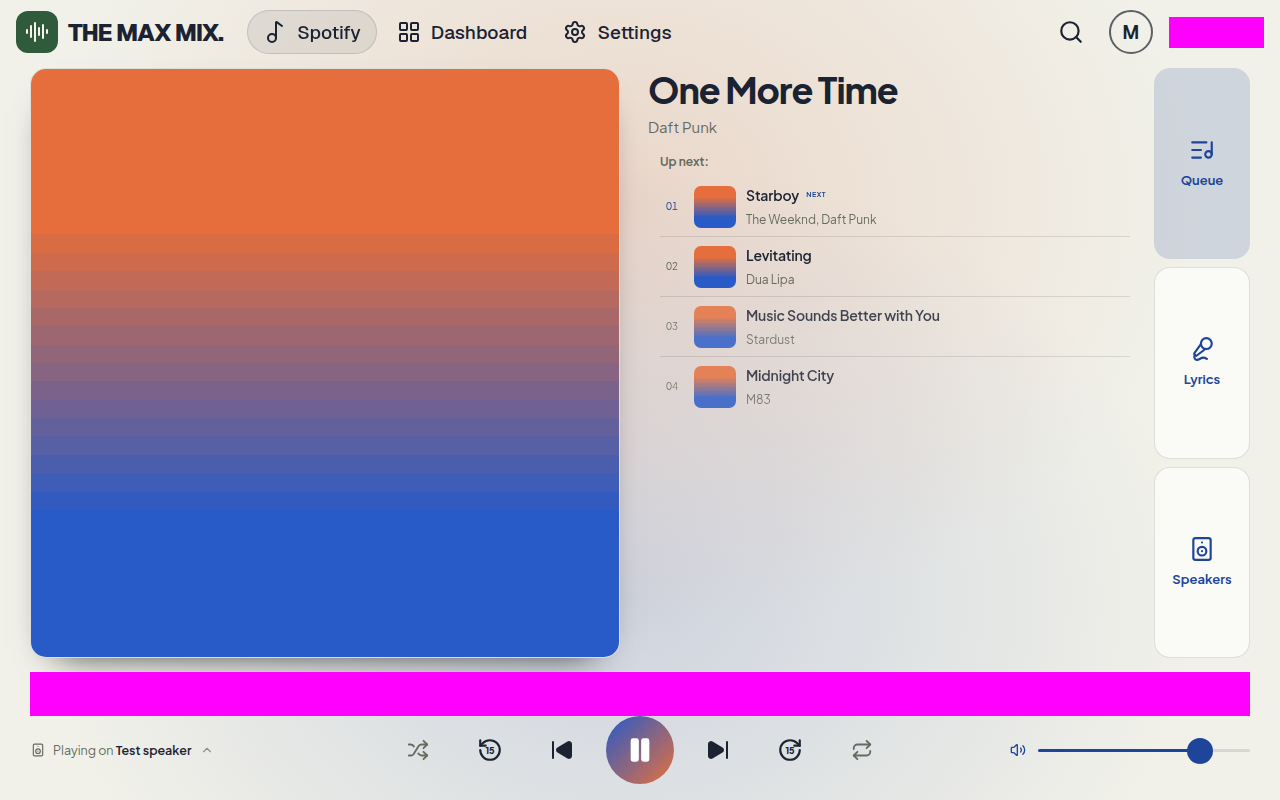 THE MAX MIX.
Spotify
Dashboard
Settings
M
One More Time
Daft Punk
Up next:
01
Starboy NEXT
The Weeknd, Daft Punk
02
Levitating
Dua Lipa
03
Music Sounds Better with You
Stardust
04
Midnight City
M83
Queue
Lyrics
Speakers
Playing on Test speaker
15
15